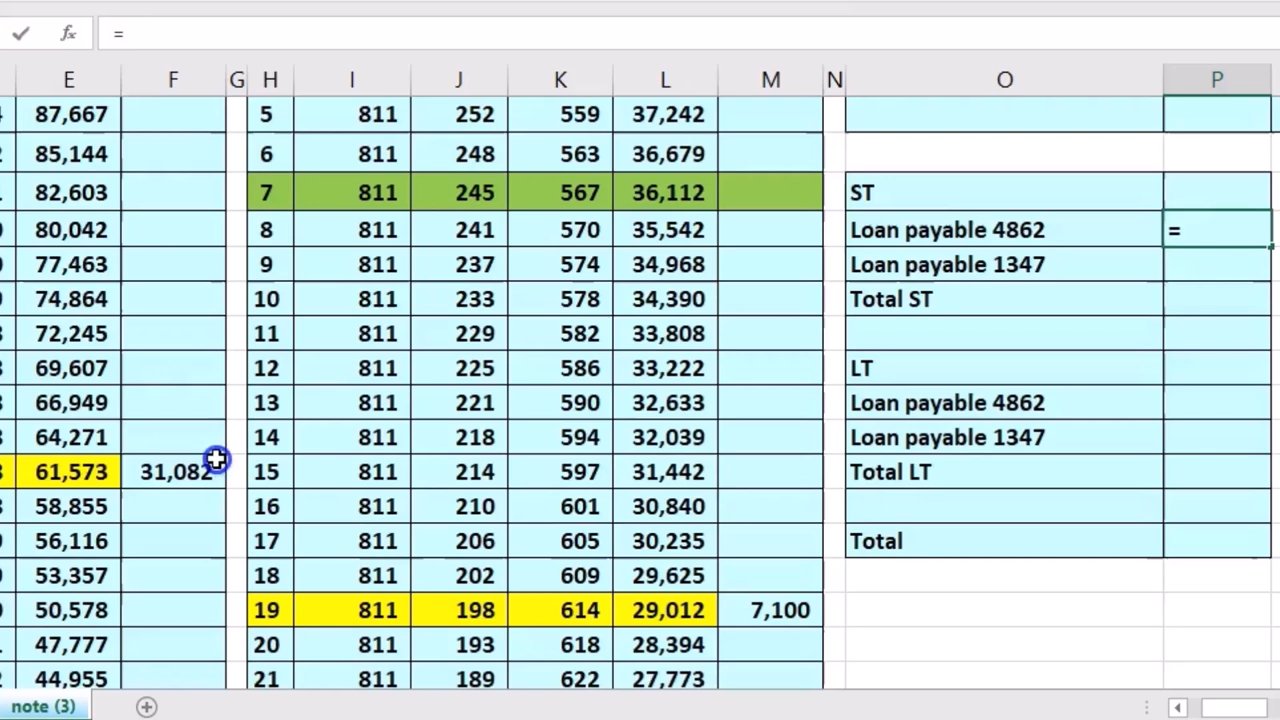 fx =
E F G H I J K L M N O P
87,667 5 811 252 559 37,242
85,144 6 811 248 563 36,679
82,603 7 811 245 567 36,112 ST
80,042 8 811 241 570 35,542 Loan payable 4862 =
77,463 9 811 237 574 34,968 Loan payable 1347
74,864 10 811 233 578 34,390 Total ST
72,245 11 811 229 582 33,808
69,607 12 811 225 586 33,222 LT
66,949 13 811 221 590 32,633 Loan payable 4862
64,271 14 811 218 594 32,039 Loan payable 1347
61,573 31,082 15 811 214 597 31,442 Total LT
58,855 16 811 210 601 30,840
56,116 17 811 206 605 30,235 Total
53,357 18 811 202 609 29,625
50,578 19 811 198 614 29,012 7,100
47,777 20 811 193 618 28,394
44,955 21 811 189 622 27,773
note (3)